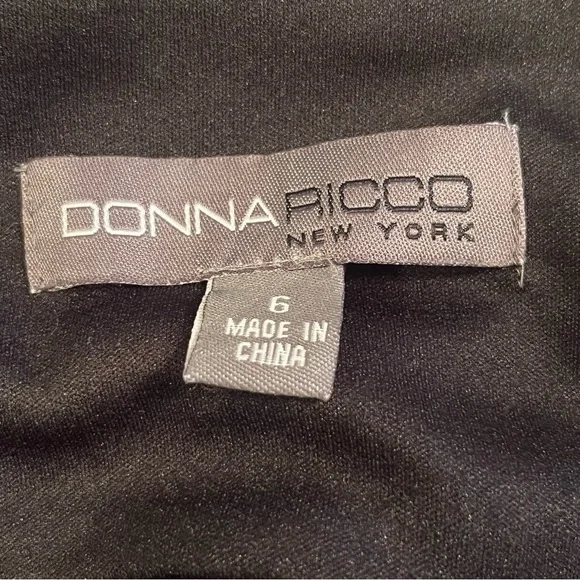 DONNA RICCO
NEW YORK
6
MADE IN
CHINA